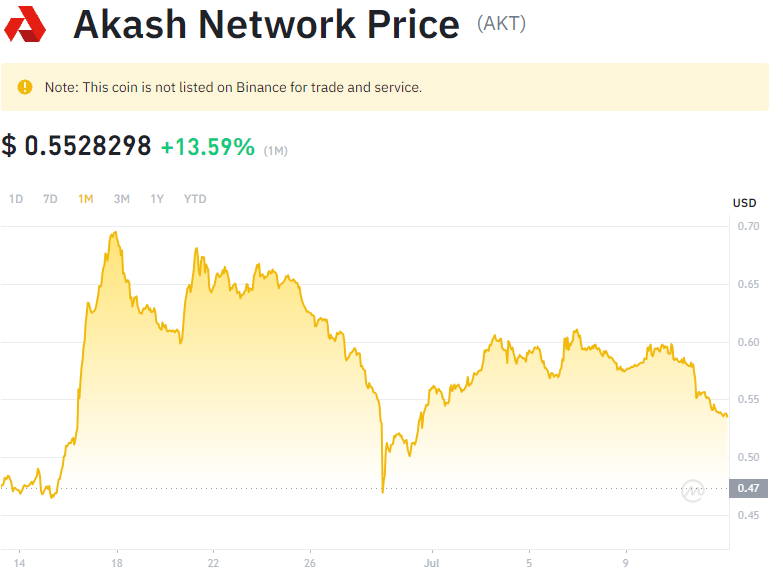 Akash Network Price (AKT)
Note: This coin is not listed on Binance for trade and service.
$ 0.5528298 +13.59% (1M)
1D 7D 1M 3M 1Y YTD
USD
0.70
0.65
0.60
0.55
0.50
0.47
0.45
14 18 22 26 Jul 5 9